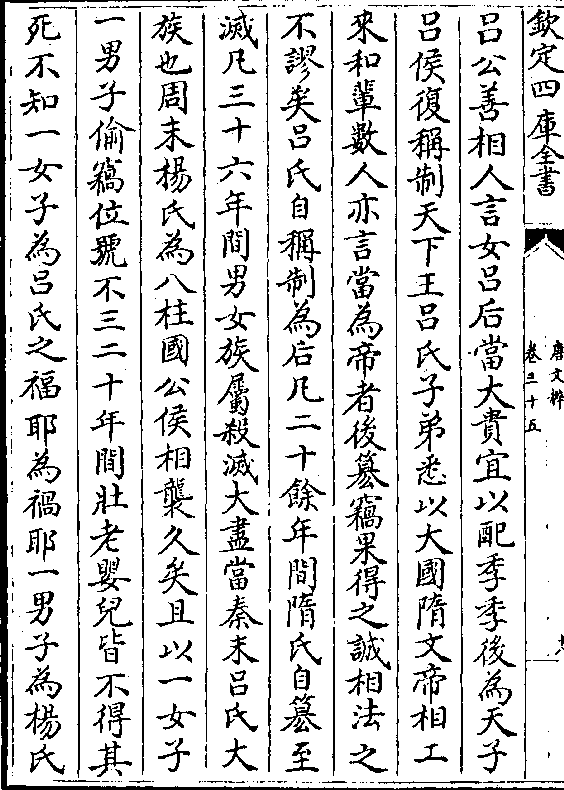 欽定四庫全書
唐文粹
卷三十五
呂公善相人言女呂后當大貴宜以配季季後為天子
呂侯復稱制天下王呂氏子弟悉以大國隋文帝相工
來和輩數人亦言當為帝者後篡竊果得之誠相法之
不謬矣呂氏自稱制為后凡二十餘年間隋氏自篡至
滅凡三十六年間男女族屬殺滅大盡當秦末呂氏大
族也周末楊氏為八柱國公侯相襲久矣且以一女子
一男子偷竊位號不三二十年間壯老嬰兒皆不得其
死不知一女子為呂氏之福耶為禍耶一男子為楊氏